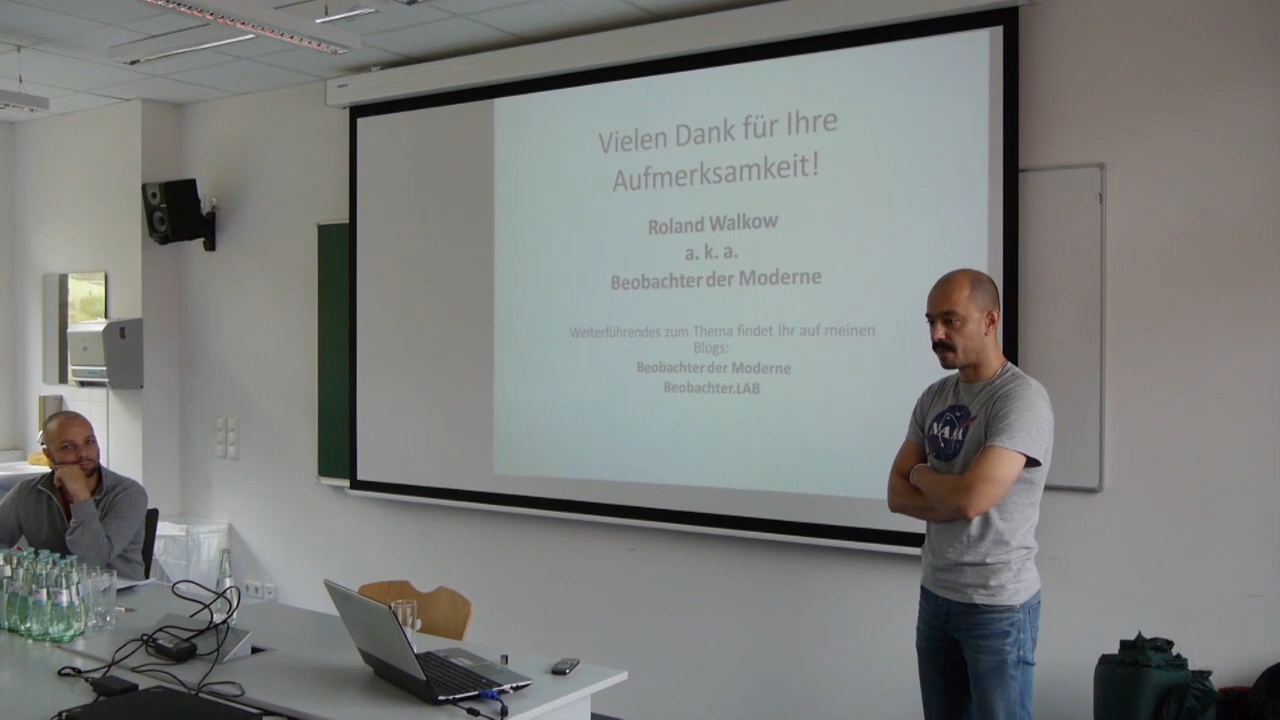 Vielen Dank für Ihre
Aufmerksamkeit!
Roland Walkow
a. k. a.
Beobachter der Moderne
Weiterführendes zum Thema findet Ihr auf meinen
Blogs:
Beobachter der Moderne
Beobachter.LAB